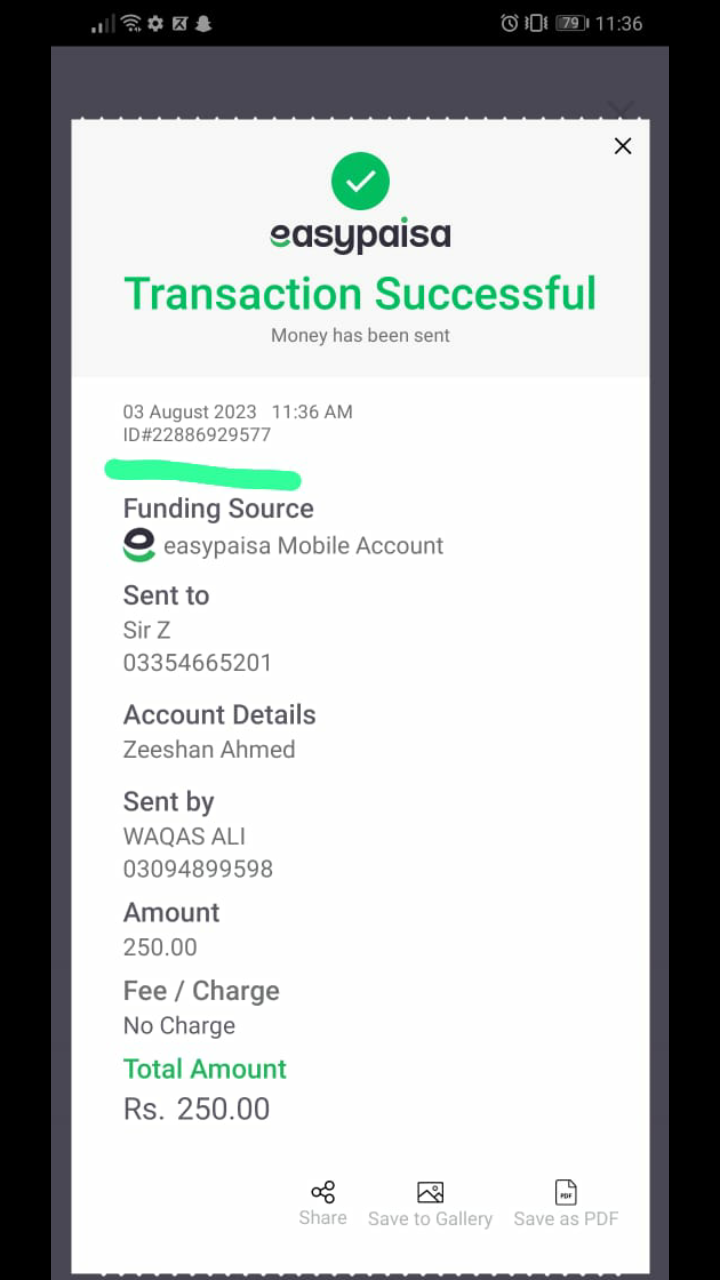 79 11:36
easypaisa
Transaction Successful
Money has been sent
03 August 2023 11:36 AM
ID#22886929577
Funding Source
easypaisa Mobile Account
Sent to
Sir Z
03354665201
Account Details
Zeeshan Ahmed
Sent by
WAQAS ALI
03094899598
Amount
250.00
Fee / Charge
No Charge
Total Amount
Rs. 250.00
PDF
Share Save to Gallery Save as PDF